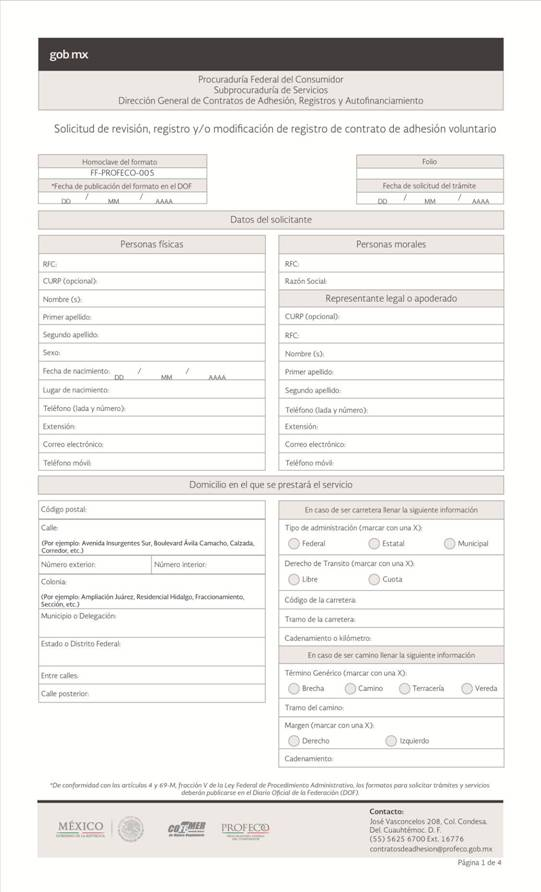 gob mx
Procuraduría Federal del Consumidor
Subprocuraduría de Servicios
Dirección General de Contratos de Adhesión, Registros y Autofinanciamiento
Solicitud de revisión, registro y/o modificación de registro de contrato de adhesión voluntario
Homoclave del formato
FF-PROFECO-005
*Fecha de publicación del formato en el DOF
DD / MM / AAAA
Folio
Fecha de solicitud del trámite
DD / MM / AAAA
Datos del solicitante
Personas físicas
RFC:
CURP (opcional):
Nombre (s):
Primer apellido:
Segundo apellido:
Sexo:
Fecha de nacimiento: DD / MM / AAAA
Lugar de nacimiento:
Teléfono (lada y número):
Extensión:
Correo electrónico:
Teléfono móvil:
Personas morales
RFC:
Razón Social:
Representante legal o apoderado
CURP (opcional):
RFC:
Nombre (s):
Primer apellido:
Segundo apellido:
Teléfono (lada y número):
Extensión:
Correo electrónico:
Teléfono móvil:
Domicilio en el que se prestará el servicio
Código postal:
Calle:
(Por ejemplo: Avenida Insurgentes Sur, Boulevard Ávila Camacho, Calzada,
Corredor, etc.)
Número exterior: Número interior:
Colonia:
(Por ejemplo: Ampliación Juárez, Residencial Hidalgo, Fraccionamiento,
Sección, etc.)
Municipio o Delegación:
Estado o Distrito Federal:
Entre calles:
Calle posterior:
En caso de ser carretera llenar la siguiente información
Tipo de administración (marcar con una X):
Federal Estatal Municipal
Derecho de Transito (marcar con una X):
Libre Cuota
Código de la carretera:
Tramo de la carretera:
Cadenamiento o kilómetro:
En caso de ser camino llenar la siguiente información
Término Genérico (marcar con una X):
Brecha Camino Terracería Vereda
Tramo del camino:
Margen (marcar con una X):
Derecho Izquierdo
Cadenamiento:
*De conformidad con los artículos 4 y 69-M, fracción V de la Ley Federal de Procedimiento Administrativo, los formatos para solicitar trámites y servicios
deberán publicarse en el Diario Oficial de la Federación (DOF).
MÉXICO
GOBIERNO DE LA REPÚBLICA
COFEMER
PROFECO
Contacto:
José Vasconcelos 208, Col. Condesa.
Del. Cuauhtémoc. D. F.
(55) 5625 6700 Ext. 16776
contratosdeadhesion@profeco.gob.mx
Página 1 de 4